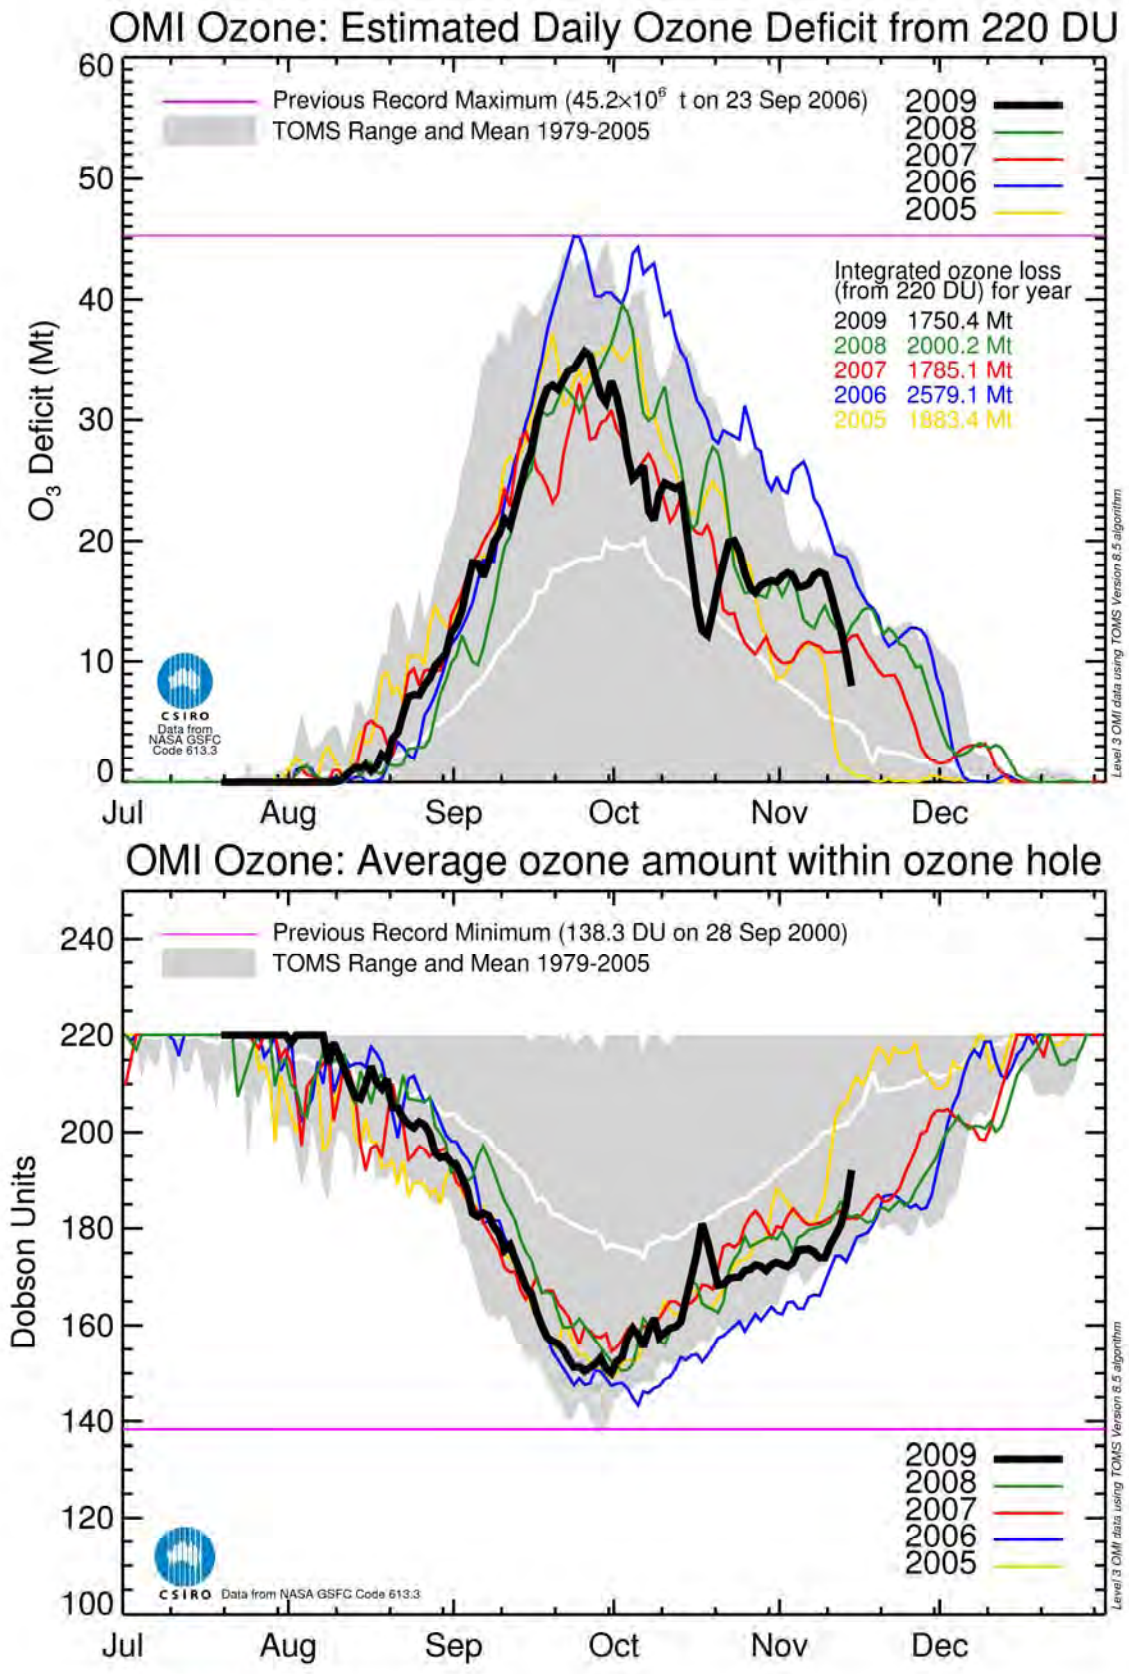 OMI Ozone: Estimated Daily Ozone Deficit from 220 DU
60
50
40
30
20
10
0
O3 Deficit (Mt)
Previous Record Maximum (45.2×10⁶ t on 23 Sep 2006)
TOMS Range and Mean 1979-2005
2009
2008
2007
2006
2005
Integrated ozone loss
(from 220 DU) for year
2009 1750.4 Mt
2008 2000.2 Mt
2007 1785.1 Mt
2006 2579.1 Mt
2005 1883.4 Mt
CSIRO
Data from
NASA GSFC
Code 613.3
Level 3 OMI data using TOMS Version 8.5 algorithm
Jul Aug Sep Oct Nov Dec
OMI Ozone: Average ozone amount within ozone hole
240
220
200
180
160
140
120
100
Dobson Units
Previous Record Minimum (138.3 DU on 28 Sep 2000)
TOMS Range and Mean 1979-2005
2009
2008
2007
2006
2005
CSIRO Data from NASA GSFC Code 613.3
Level 3 OMI data using TOMS Version 8.5 algorithm
Jul Aug Sep Oct Nov Dec